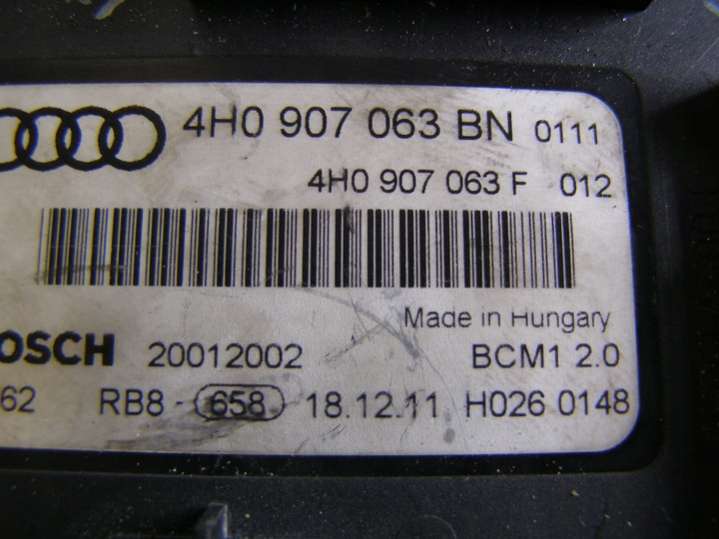 4H0 907 063 BN 0111
4H0 907 063 F 012
Made in Hungary
BOSCH 20012002 BCM1 2.0
62 RB8 - 658 18.12.11 H026 0148